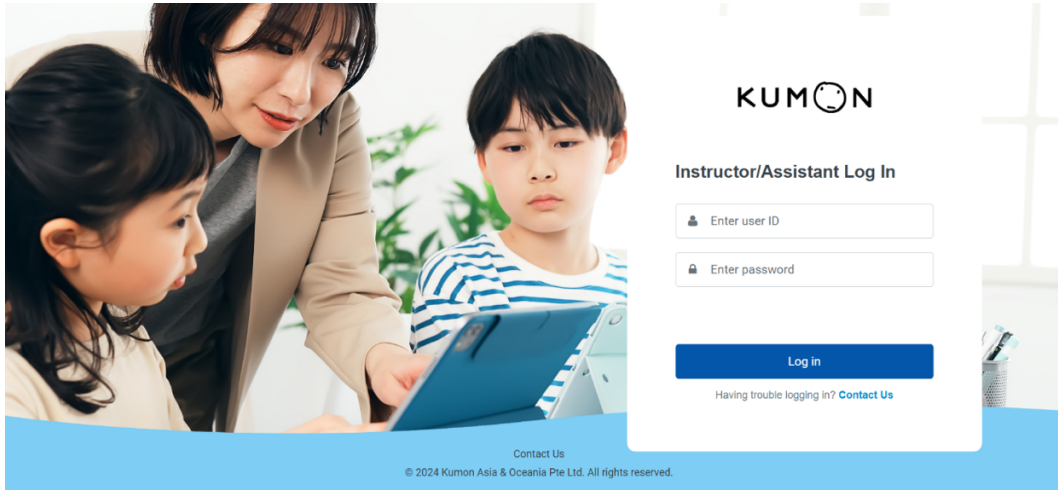 KUMON
Instructor/Assistant Log In
Enter user ID
Enter password
Log in
Having trouble logging in? Contact Us
Contact Us
© 2024 Kumon Asia & Oceania Pte Ltd. All rights reserved.